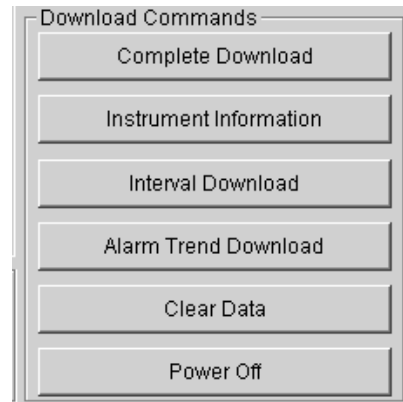 Download Commands
Complete Download
Instrument Information
Interval Download
Alarm Trend Download
Clear Data
Power Off